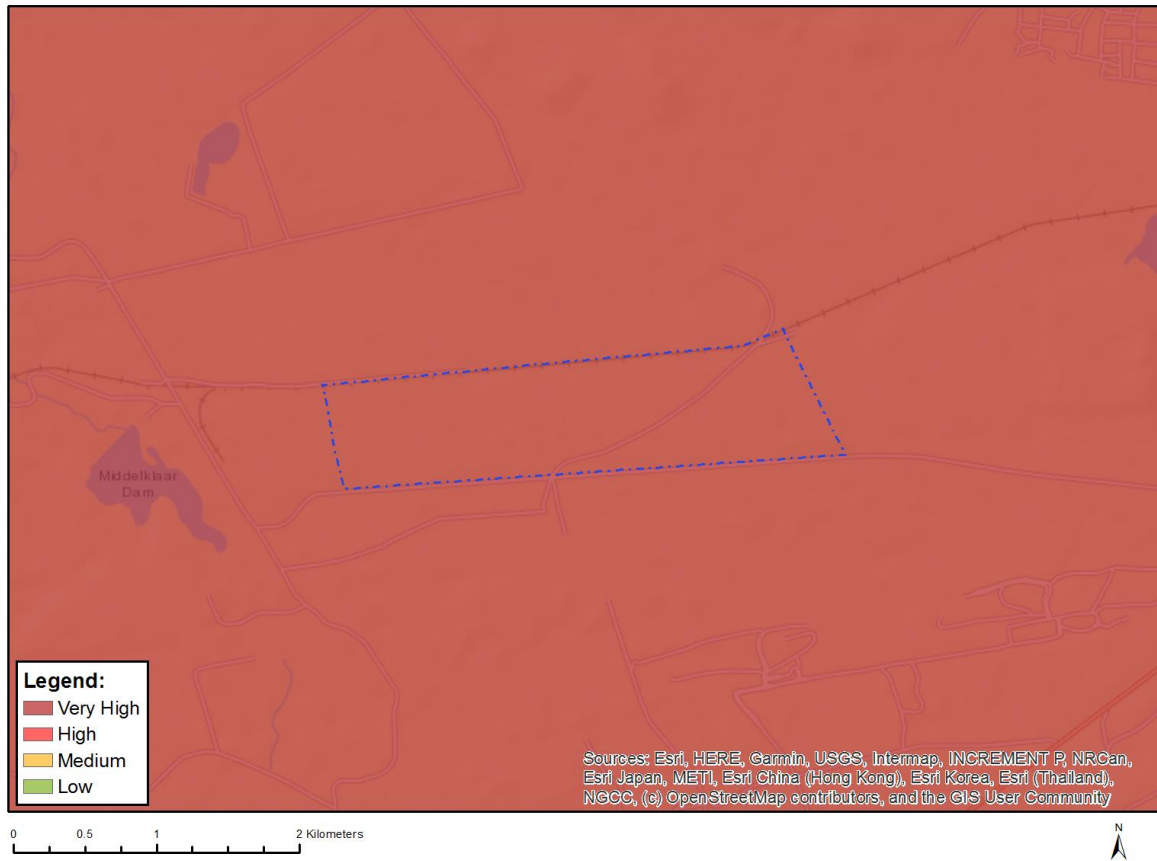 Middelklaar
Dam
Legend:
Very High
High
Medium
Low
Sources: Esri, HERE, Garmin, USGS, Intermap, INCREMENT P, NRCan,
Esri Japan, METI, Esri China (Hong Kong), Esri Korea, Esri (Thailand),
NGCC, (c) OpenStreetMap contributors, and the GIS User Community
0 0.5 1 2 Kilometers
N